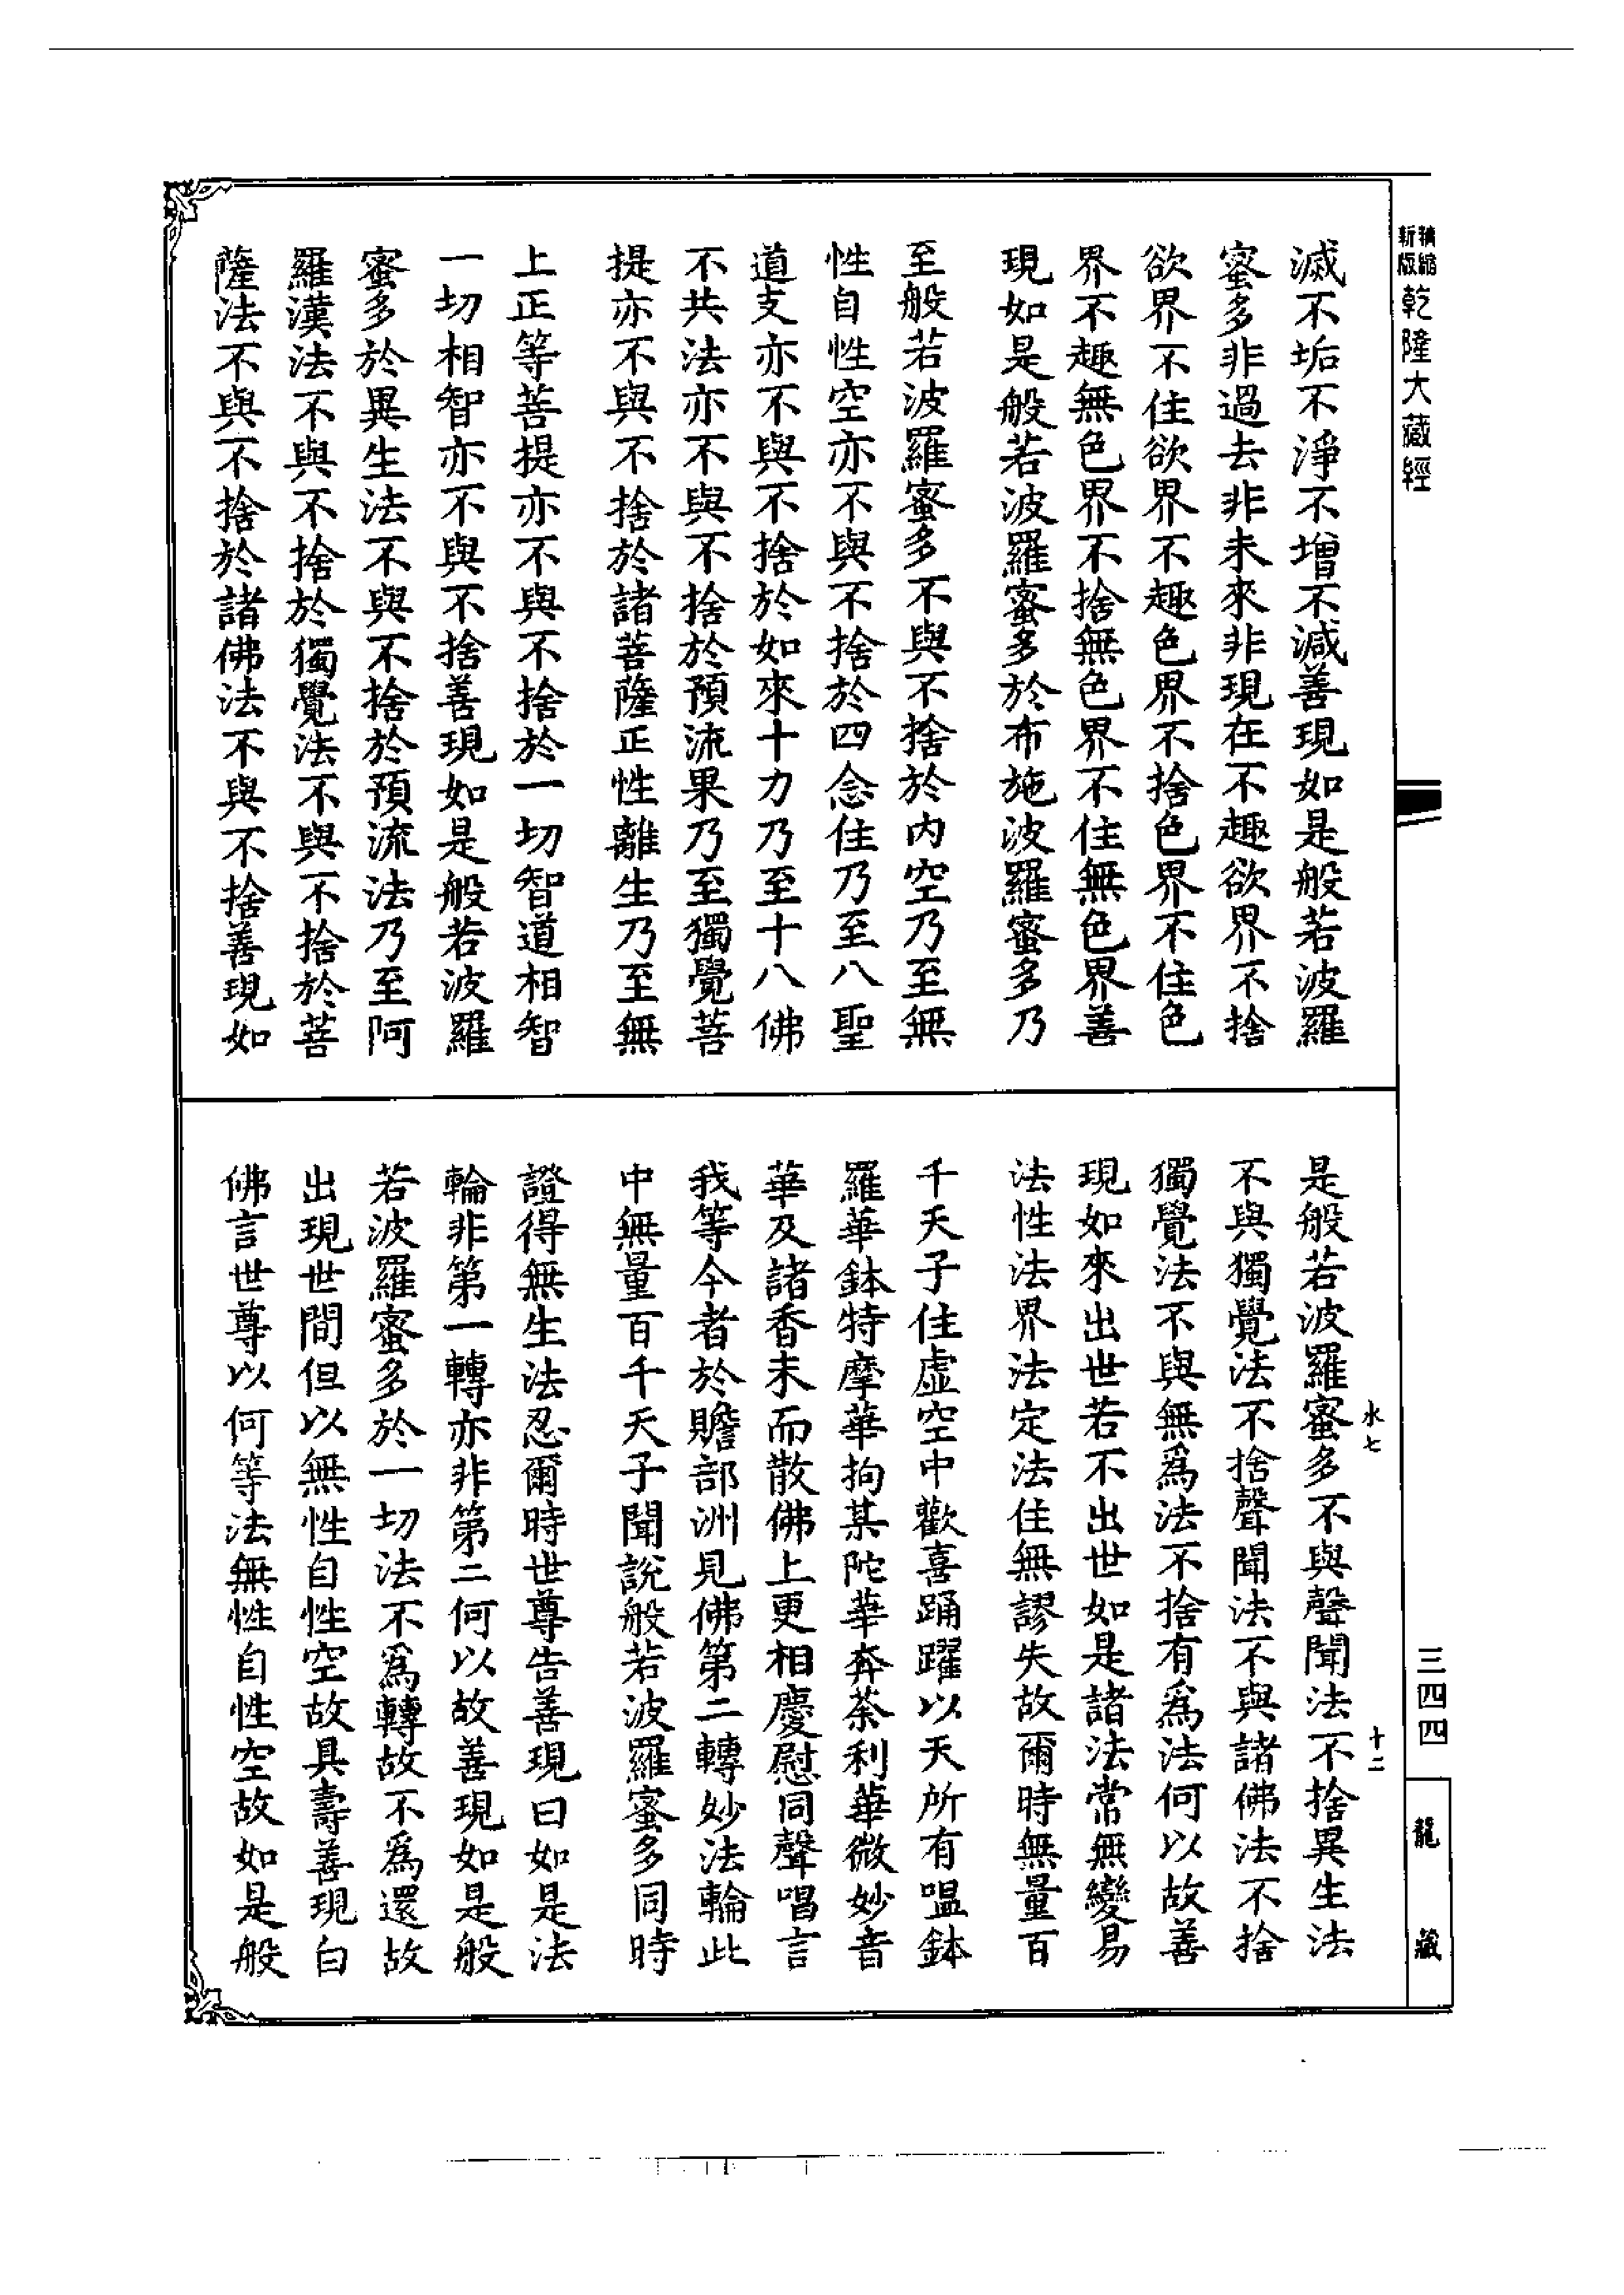 精縮新版乾隆大藏經
滅不垢不淨不增不減善現如是般若波羅
蜜多非過去非未來非現在不趣欲界不捨
欲界不住欲界不趣色界不捨色界不住色
界不趣無色界不捨無色界不住無色界善
現如是般若波羅蜜多於布施波羅蜜多乃
至般若波羅蜜多不與不捨於內空乃至無
性自性空亦不與不捨於四念住乃至八聖
道支亦不與不捨於如來十力乃至十八佛
不共法亦不與不捨於預流果乃至獨覺菩
提亦不與不捨於諸菩薩正性離生乃至無
上正等菩提亦不與不捨於一切智道相智
一切相智亦不與不捨善現如是般若波羅
蜜多於異生法不與不捨於預流法乃至阿
羅漢法不與不捨於獨覺法不與不捨於菩
薩法不與不捨於諸佛法不與不捨善現如
水七
十二
是般若波羅蜜多不與聲聞法不捨異生法
不與獨覺法不捨聲聞法不與諸佛法不捨
獨覺法不與無爲法不捨有爲法何以故善
現如來出世若不出世如是諸法常無變易
法性法界法定法住無謬失故爾時無量百
千天子住虛空中歡喜踊躍以天所有嗢鉢
羅華鉢特摩華拘某陀華奔荼利華微妙音
華及諸香末而散佛上更相慶慰同聲唱言
我等今者於贍部洲見佛第二轉妙法輪此
中無量百千天子聞說般若波羅蜜多同時
證得無生法忍爾時世尊告善現曰如是法
輪非第一轉亦非第二何以故善現如是般
若波羅蜜多於一切法不爲轉故不爲還故
出現世間但以無性自性空故具壽善現白
佛言世尊以何等法無性自性空故如是般
三四四
龍藏